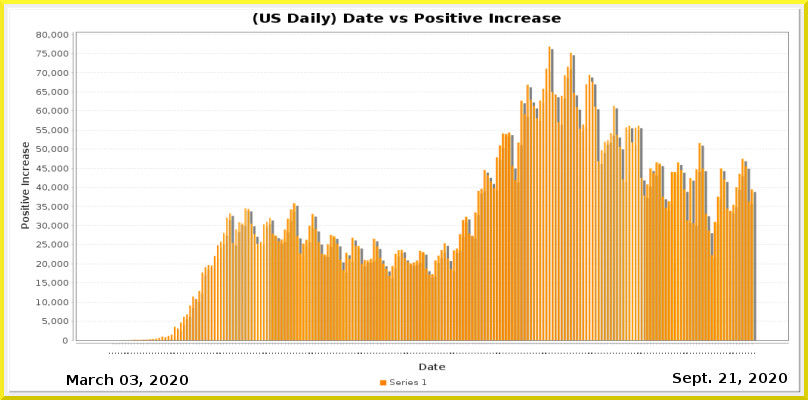 (US Daily) Date vs Positive Increase
80,000
75,000
70,000
65,000
60,000
55,000
50,000
45,000
40,000
35,000
30,000
25,000
20,000
15,000
10,000
5,000
0
Positive Increase
Date
March 03, 2020
Series 1
Sept. 21, 2020